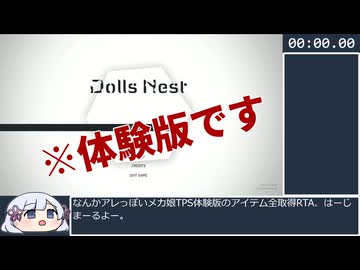 00:00.00
Dolls Nest
※体験版です
CREDITS
QUIT GAME
なんかアレっぽいメカ娘TPS体験版のアイテム全取得RTA、はーじ
まーるよー。